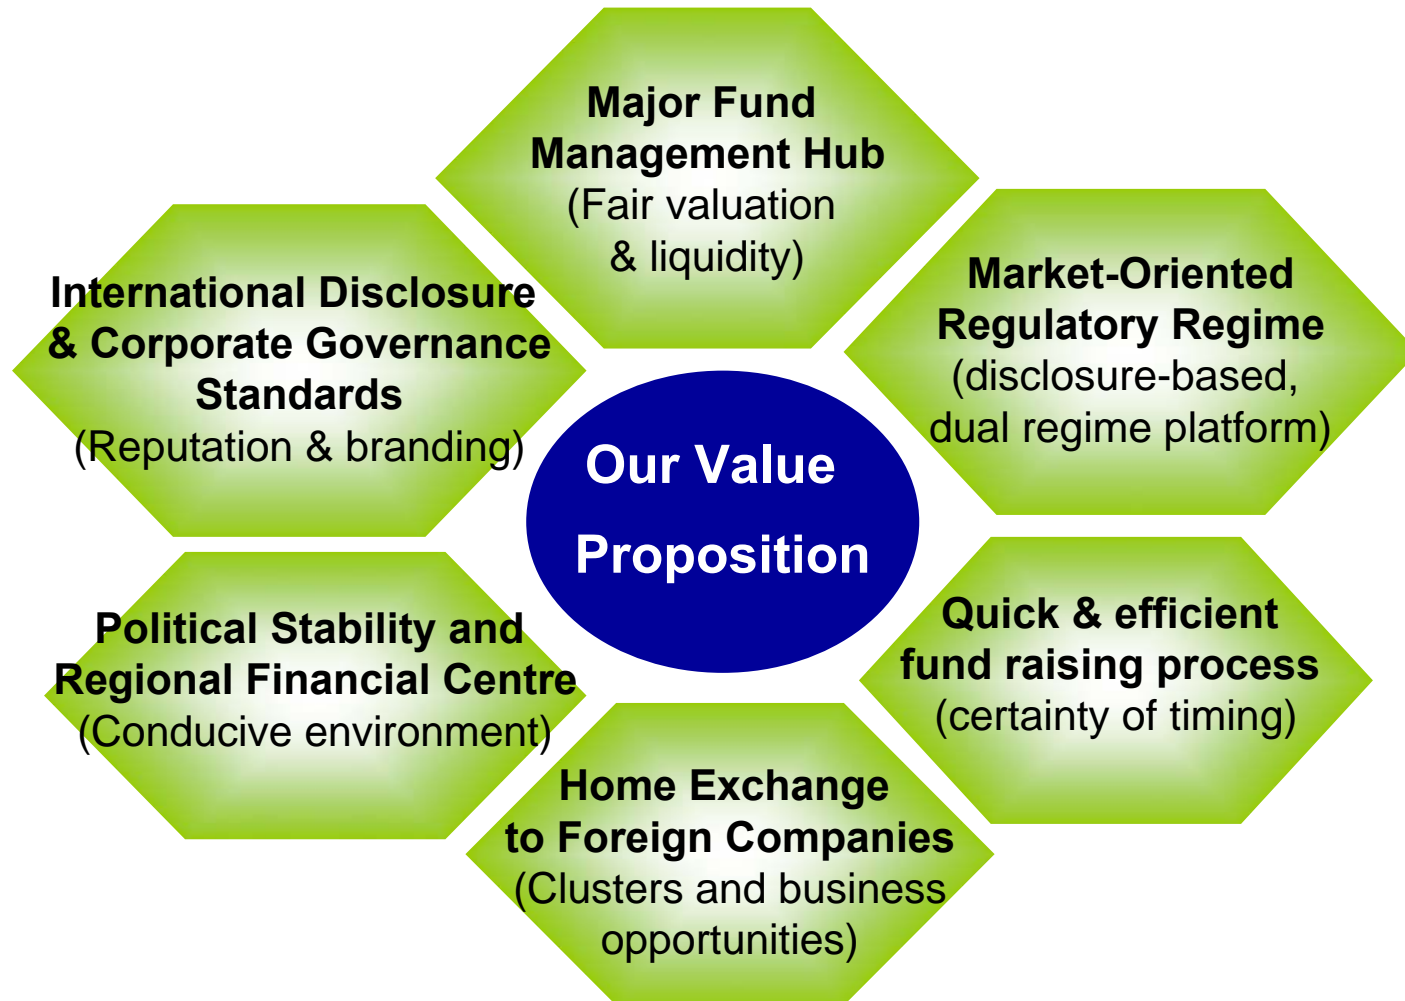 Major Fund
Management Hub
(Fair valuation
& liquidity)
Market-Oriented
Regulatory Regime
(disclosure-based,
dual regime platform)
International Disclosure
& Corporate Governance
Standards
(Reputation & branding)
Our Value
Proposition
Quick & efficient
fund raising process
(certainty of timing)
Political Stability and
Regional Financial Centre
(Conducive environment)
Home Exchange
to Foreign Companies
(Clusters and business
opportunities)